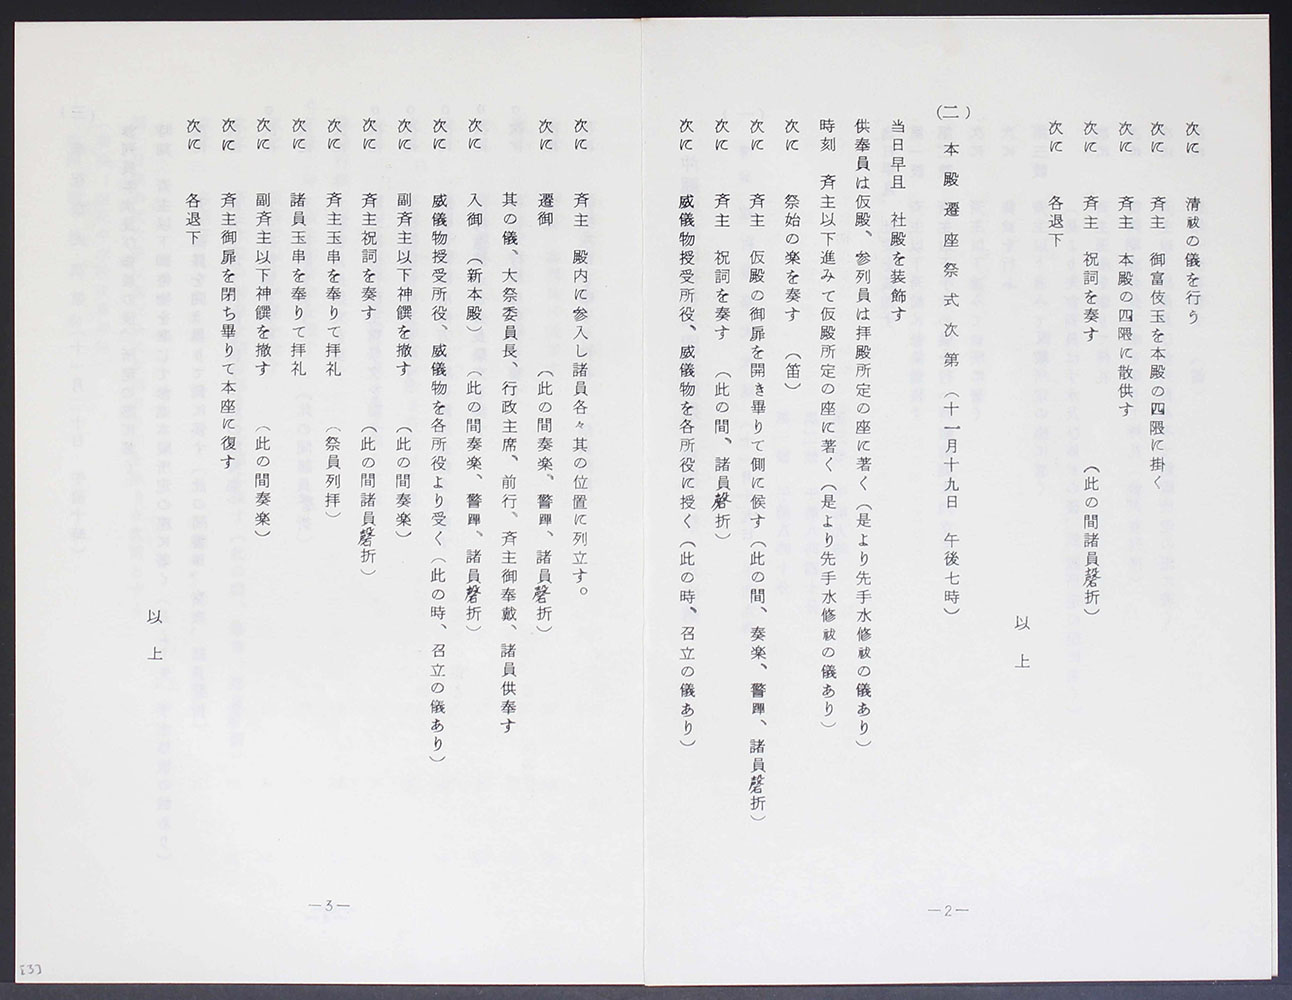 次に　清祓の儀を行う
次に　斉主　御富伎玉を本殿の四隈に掛く
次に　斉主　本殿の四隈に散供す
次に　斉主　祝詞を奏す　（此の間諸員磬折）
次に　各退下
以上
（二）本殿遷座祭式次第（十一月十九日　午後七時）
当日早旦　社殿を装飾す
供奉員は仮殿、参列員は拝殿所定の座に著く（是より先手水修祓の儀あり）
時刻　斉主以下進みて仮殿所定の座に著く（是より先手水修祓の儀あり）
次に　祭始の楽を奏す　（笛）
次に　斉主　仮殿の御扉を開き畢りて側に候す（此の間、奏楽、警蹕、諸員磬折）
次に　斉主　祝詞を奏す　（此の間、諸員磬折）
次に　威儀物授受所役、威儀物を各所役に授く（此の時、召立の儀あり）
－2－
次に　斉主　殿内に参入し諸員各々其の位置に列立す。
次に　遷御　（此の間奏楽、警蹕、諸員磬折）
其の儀、大祭委員長、行政主席、前行、斉主御奉戴、諸員供奉す
次に　入御　（新本殿）　（此の間奏楽、警蹕、諸員磬折）
次に　威儀物授受所役、威儀物を各所役より受く（此の時、召立の儀あり）
次に　副斉主以下神饌を撤す　（此の間奏楽）
次に　斉主祝詞を奏す　（此の間諸員磬折）
次に　斉主玉串を奉りて拝礼　（祭員列拝）
次に　諸員玉串を奉りて拝礼
次に　副斉主以下神饌を撤す　（此の間奏楽）
次に　斉主御扉を閉ち畢りて本座に復す
次に　各退下
以上
－3－
[3]